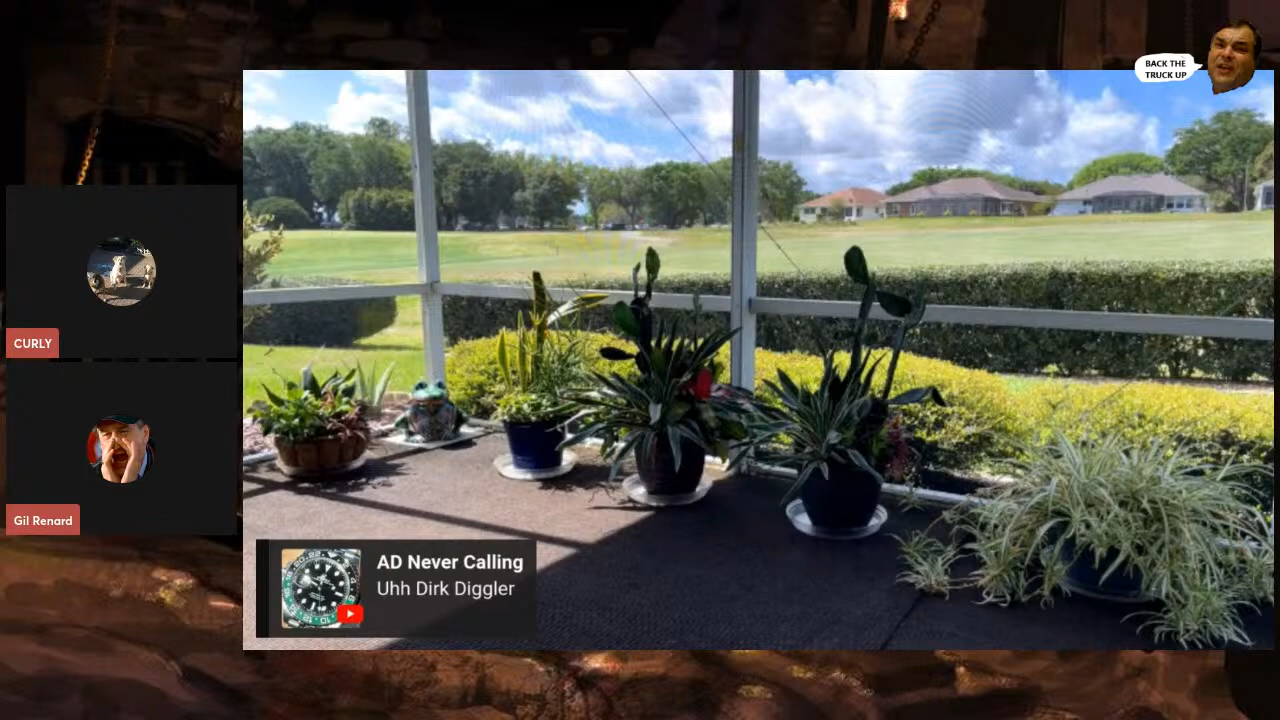 BACK THE
TRUCK UP
CURLY
Gil Renard
AD Never Calling
Uhh Dirk Diggler